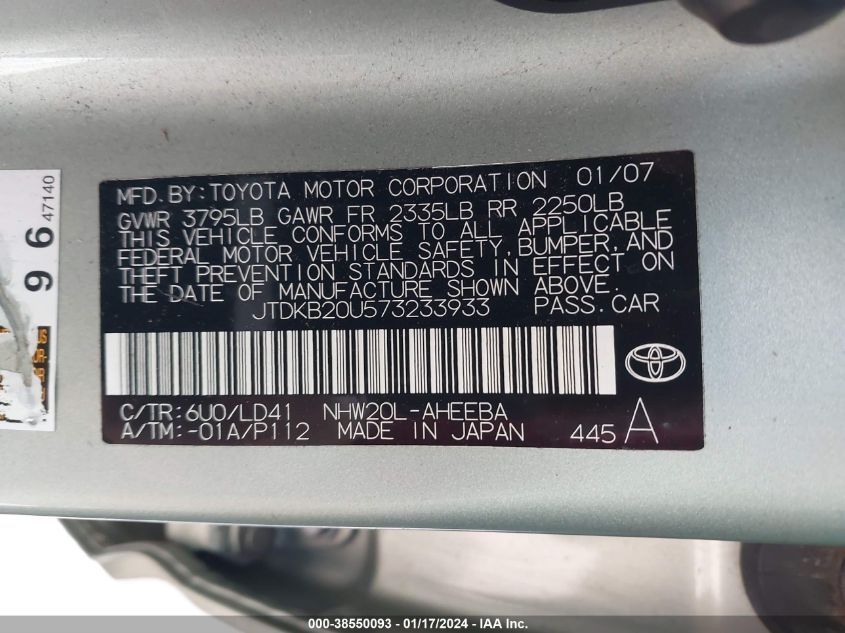 MFD. BY: TOYOTA MOTOR CORPORATION 01/07
GVWR 3795LB GAWR FR 2335LB RR 2250LB
THIS VEHICLE CONFORMS TO ALL APPLICABLE
FEDERAL MOTOR VEHICLE SAFETY, BUMPER, AND
THEFT PREVENTION STANDARDS IN EFFECT ON
THE DATE OF MANUFACTURE SHOWN ABOVE.
JTDKB20U573233933 PASS. CAR
C/TR: 6U0/LD41 NHW20L-AHEEBA
A/TM: -01A/P112 MADE IN JAPAN 445 A
96
47140
000-38550093 - 01/17/2024 - IAA Inc.